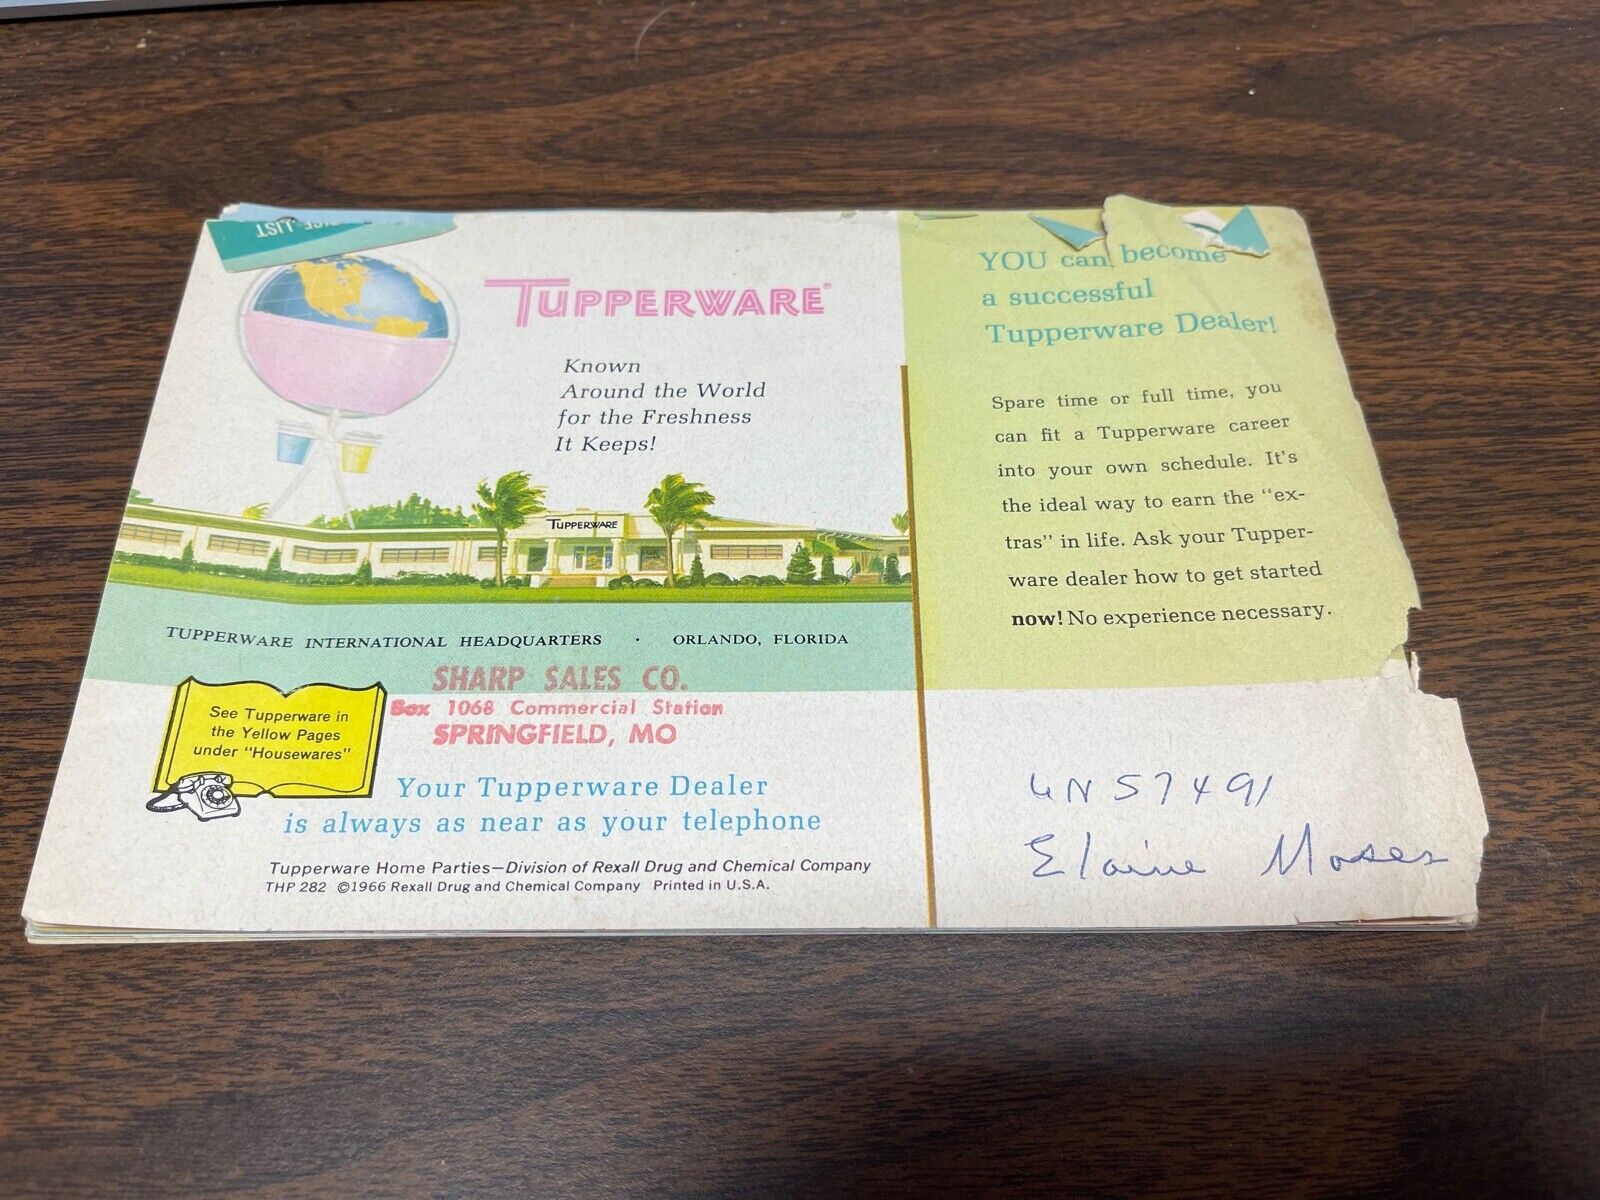 TUPPERWARE®
Known
Around the World
for the Freshness
It Keeps!
TUPPERWARE
TUPPERWARE INTERNATIONAL HEADQUARTERS · ORLANDO, FLORIDA
SHARP SALES CO.
Box 1068 Commercial Station
SPRINGFIELD, MO
See Tupperware in
the Yellow Pages
under "Housewares"
Your Tupperware Dealer
is always as near as your telephone
Tupperware Home Parties—Division of Rexall Drug and Chemical Company
THP 282 ©1966 Rexall Drug and Chemical Company Printed in U.S.A.
YOU can become
a successful
Tupperware Dealer!
Spare time or full time, you
can fit a Tupperware career
into your own schedule. It's
the ideal way to earn the "ex-
tras" in life. Ask your Tupper-
ware dealer how to get started
now! No experience necessary.
UN57491
Elaine Moses
LIST